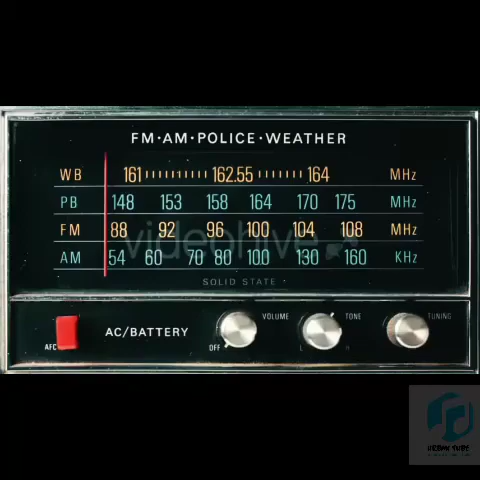 FM·AM·POLICE·WEATHER
WB 161 162.55 164 MHz
PB 148 153 158 164 170 175 MHz
FM 88 92 96 100 104 108 MHz
videohive
AM 54 60 70 80 100 130 160 KHz
SOLID STATE
VOLUME TONE TUNING
AC/BATTERY
AFC OFF L H
URBAN TUBE